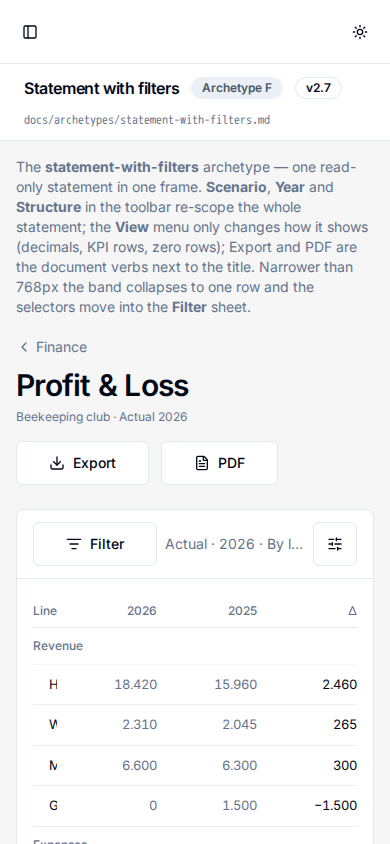 Statement with filters Archetype F v2.7
docs/archetypes/statement-with-filters.md
The statement-with-filters archetype — one read-
only statement in one frame. Scenario, Year and
Structure in the toolbar re-scope the whole
statement; the View menu only changes how it shows
(decimals, KPI rows, zero rows); Export and PDF are
the document verbs next to the title. Narrower than
768px the band collapses to one row and the
selectors move into the Filter sheet.
Finance
Profit & Loss
Beekeeping club · Actual 2026
Export PDF
Filter Actual · 2026 · By l...
Line 2026 2025 Δ
Revenue
H 18.420 15.960 2.460
W 2.310 2.045 265
M 6.600 6.300 300
G 0 1.500 −1.500
Expenses